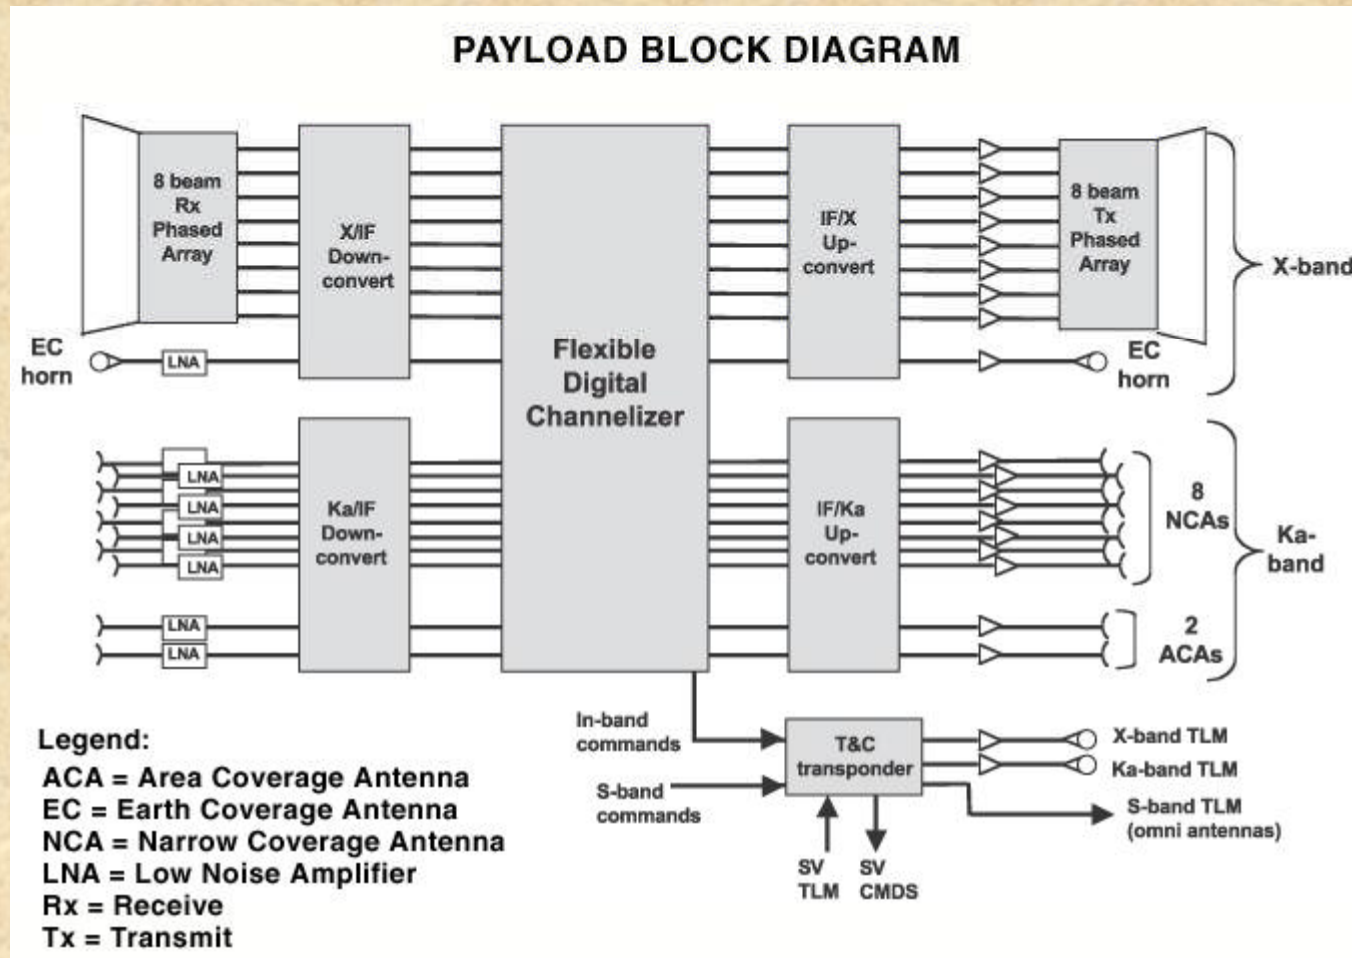 PAYLOAD BLOCK DIAGRAM
8 beam
Rx
Phased
Array
X/IF
Down-
convert
Flexible
Digital
Channelizer
IF/X
Up-
convert
8 beam
Tx
Phased
Array
X-band
EC
horn
LNA
EC
horn
LNA
LNA
LNA
LNA
Ka/IF
Down-
convert
IF/Ka
Up-
convert
8
NCAs
Ka-
band
LNA
LNA
2
ACAs
In-band
commands
S-band
commands
T&C
transponder
X-band TLM
Ka-band TLM
S-band TLM
(omni antennas)
SV
TLM
SV
CMDS
Legend:
ACA = Area Coverage Antenna
EC = Earth Coverage Antenna
NCA = Narrow Coverage Antenna
LNA = Low Noise Amplifier
Rx = Receive
Tx = Transmit